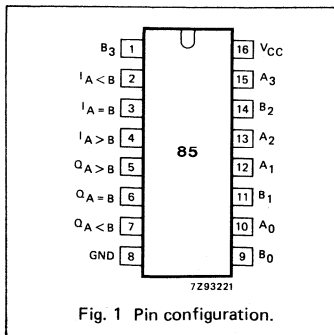 B3 1 16 VCC
IA<B 2 15 A3
IA=B 3 14 B2
IA>B 4 13 A2
85
QA>B 5 12 A1
QA=B 6 11 B1
QA<B 7 10 A0
GND 8 9 B0
7Z93221
Fig. 1 Pin configuration.